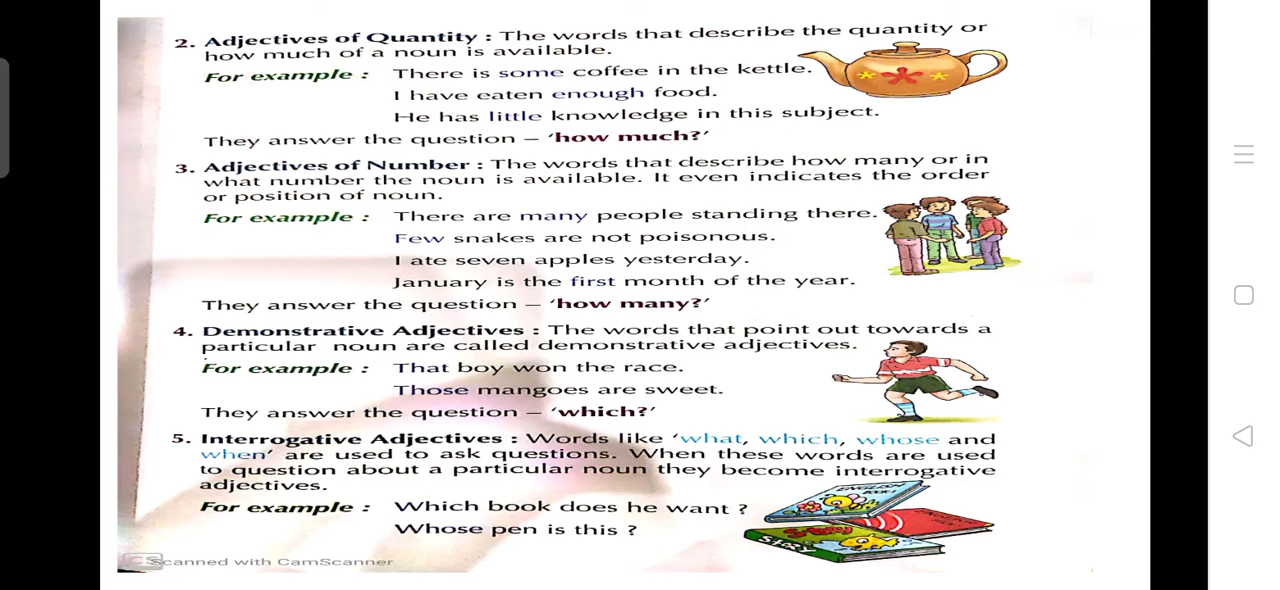 2. Adjectives of Quantity : The words that describe the quantity or
how much of a noun is available.
For example : There is some coffee in the kettle.
I have eaten enough food.
He has little knowledge in this subject.
They answer the question – ‘how much?’
3. Adjectives of Number : The words that describe how many or in
what number the noun is available. It even indicates the order
or position of noun.
For example : There are many people standing there.
Few snakes are not poisonous.
I ate seven apples yesterday.
January is the first month of the year.
They answer the question – ‘how many?’
4. Demonstrative Adjectives : The words that point out towards a
particular noun are called demonstrative adjectives.
For example : That boy won the race.
Those mangoes are sweet.
They answer the question – ‘which?’
5. Interrogative Adjectives : Words like ‘what, which, whose and
when’ are used to ask questions. When these words are used
to question about a particular noun they become interrogative
adjectives.
For example : Which book does he want ?
Whose pen is this ?
ENGLISH
BOOK 1
STORY
CS Scanned with CamScanner